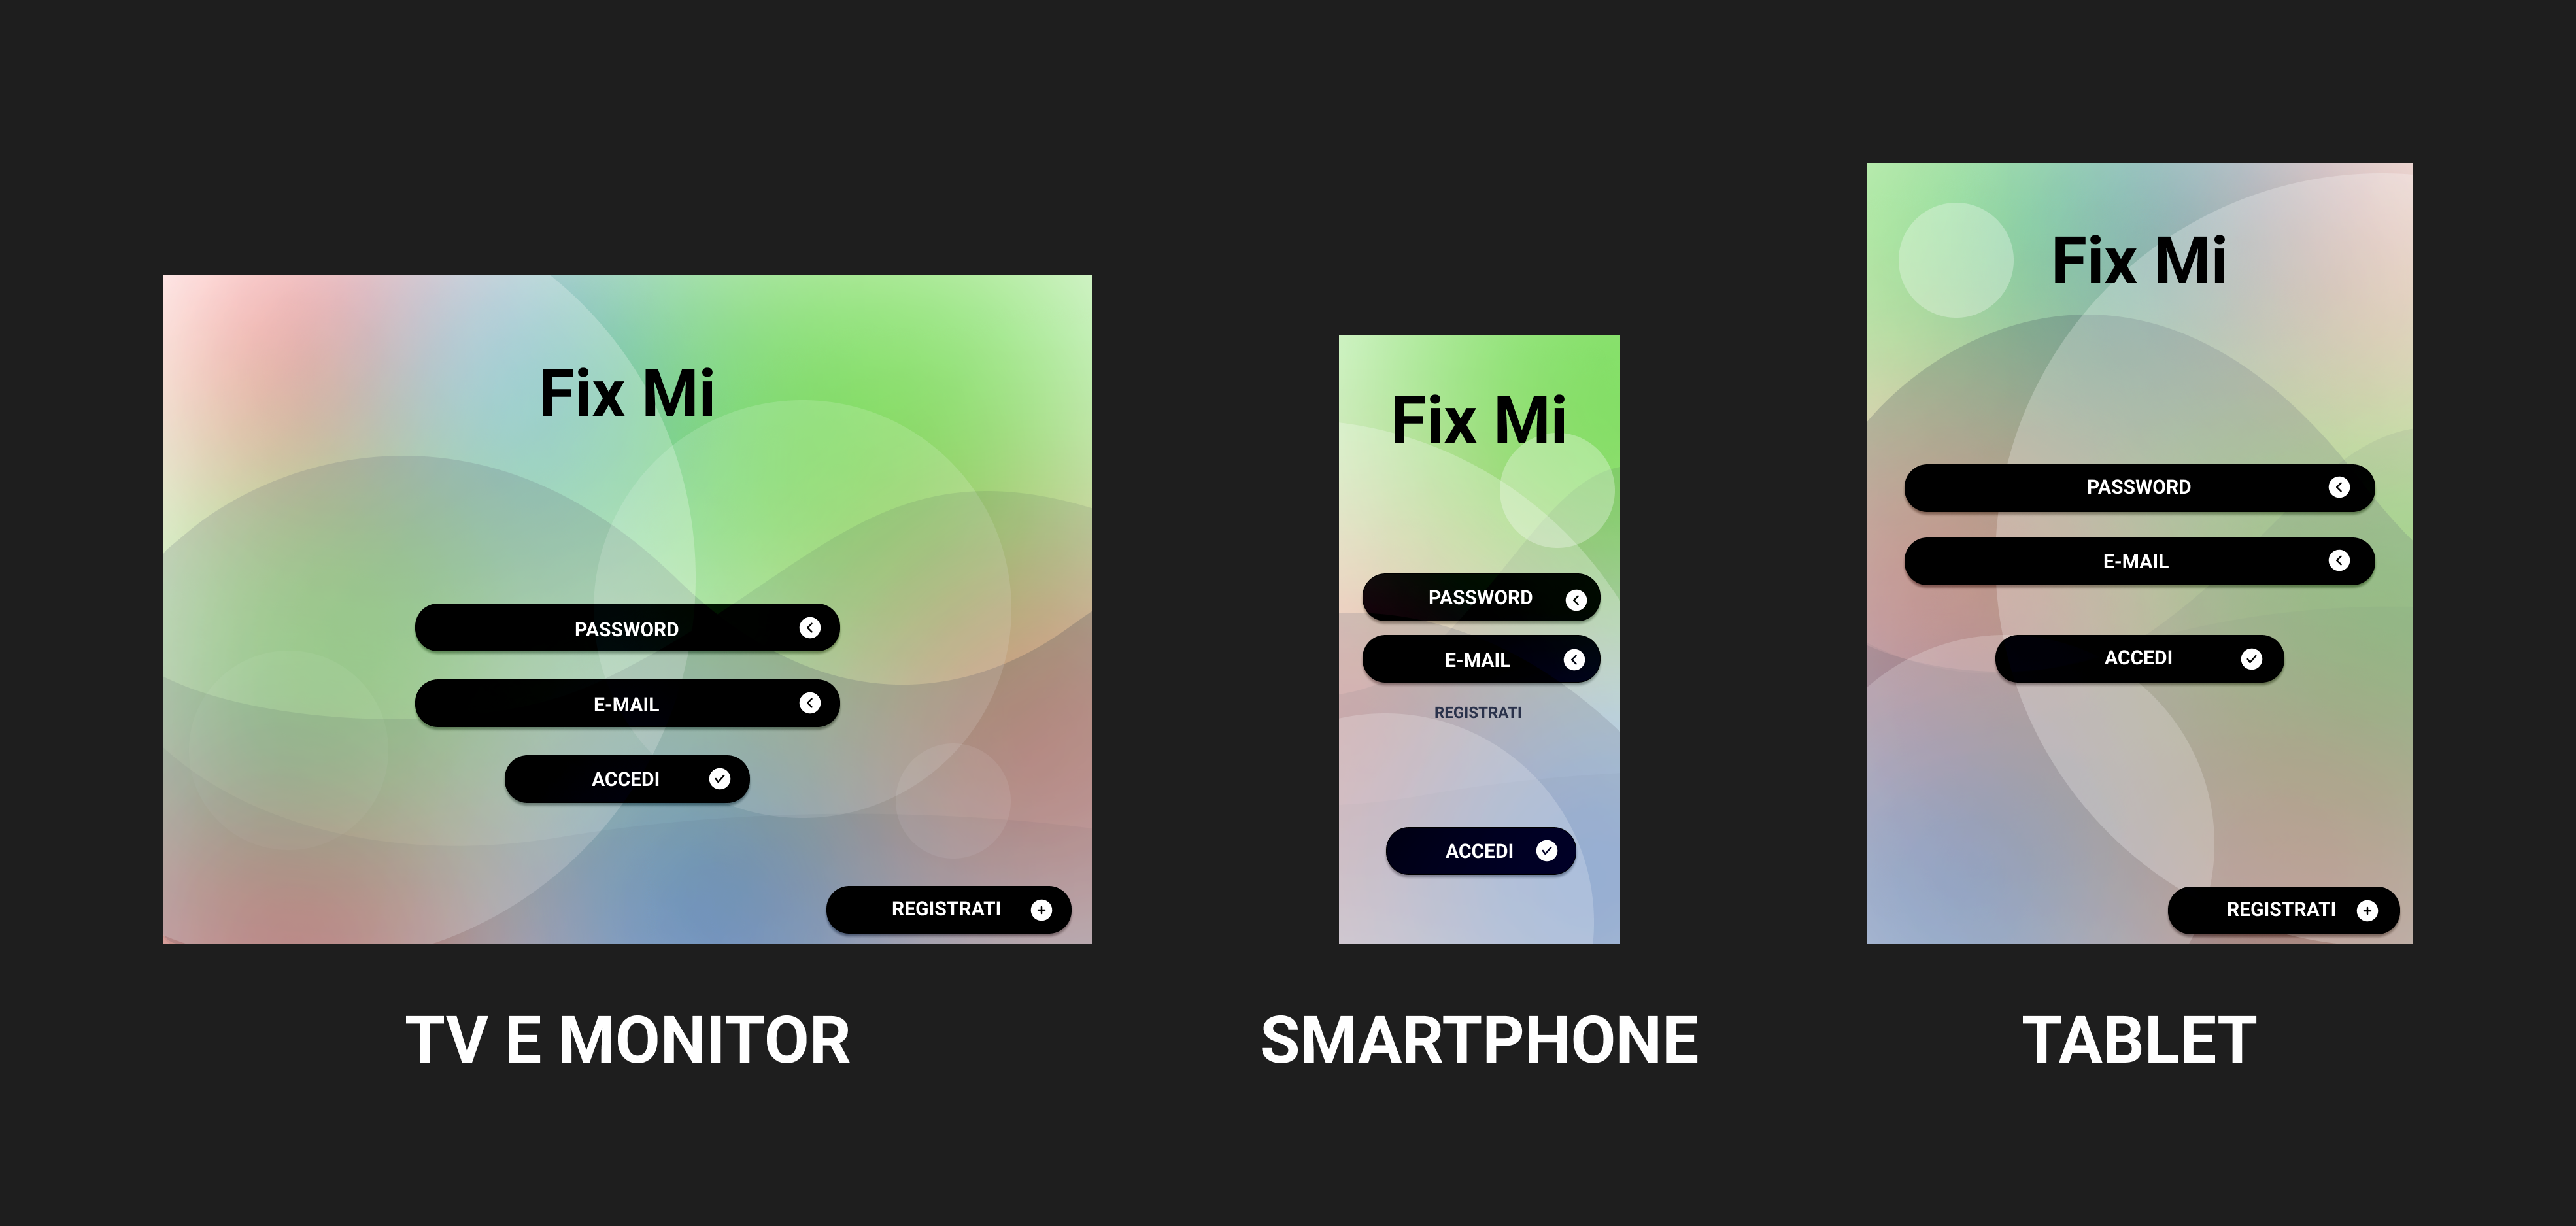 Fix Mi
PASSWORD
E-MAIL
ACCEDI
REGISTRATI
TV E MONITOR
Fix Mi
PASSWORD
E-MAIL
REGISTRATI
ACCEDI
SMARTPHONE
Fix Mi
PASSWORD
E-MAIL
ACCEDI
REGISTRATI
TABLET